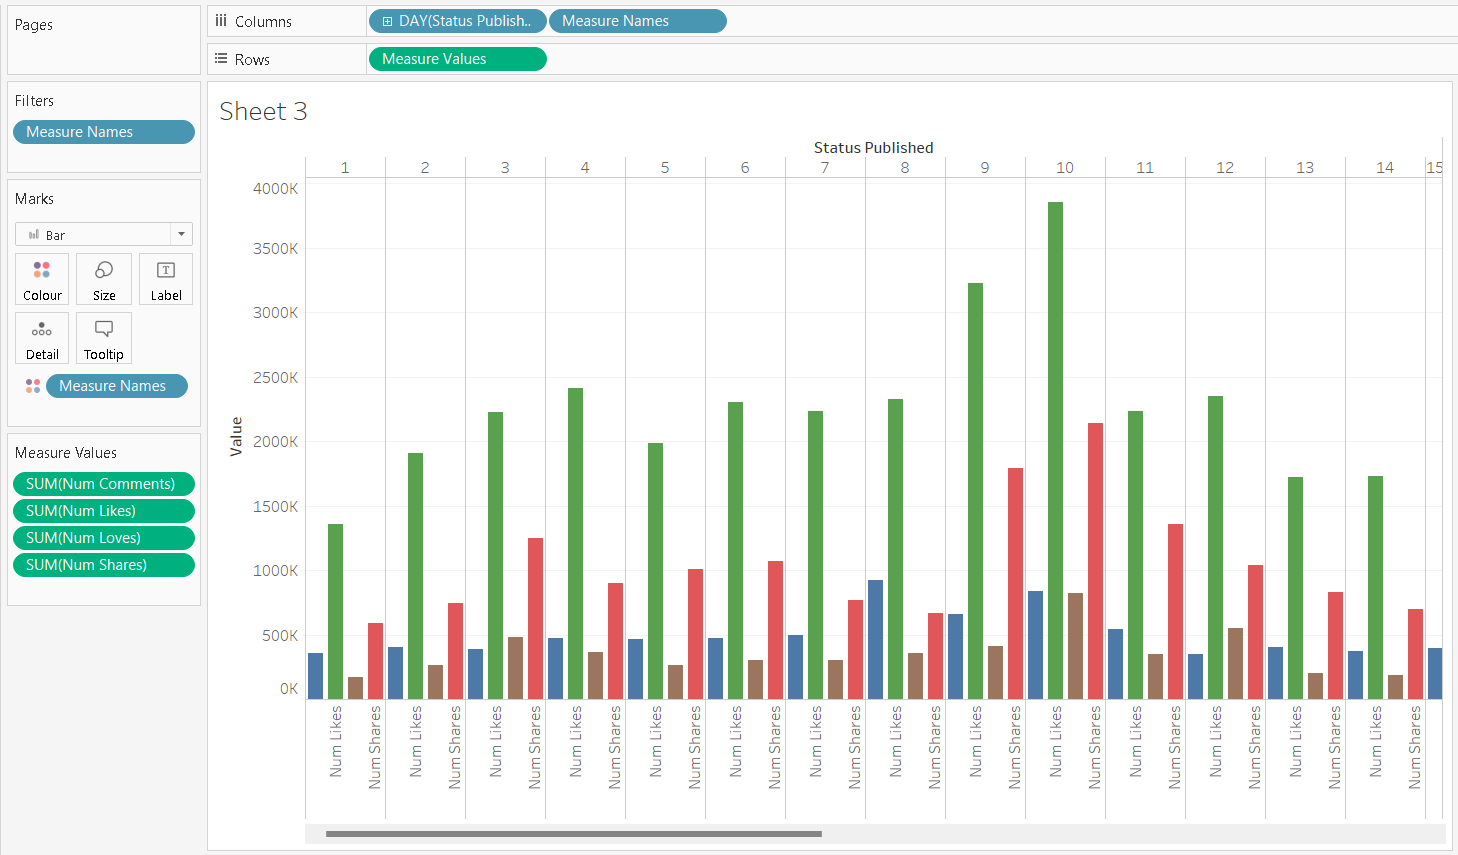 Pages
Columns
DAY(Status Publish..
Measure Names
Rows
Measure Values
Filters
Measure Names
Marks
Bar
Colour
Size
Label
Detail
Tooltip
Measure Names
Measure Values
SUM(Num Comments)
SUM(Num Likes)
SUM(Num Loves)
SUM(Num Shares)
Sheet 3
Status Published
1 2 3 4 5 6 7 8 9 10 11 12 13 14 15
Value
4000K
3500K
3000K
2500K
2000K
1500K
1000K
500K
0K
Num Likes
Num Shares
Num Likes
Num Shares
Num Likes
Num Shares
Num Likes
Num Shares
Num Likes
Num Shares
Num Likes
Num Shares
Num Likes
Num Shares
Num Likes
Num Shares
Num Likes
Num Shares
Num Likes
Num Shares
Num Likes
Num Shares
Num Likes
Num Shares
Num Likes
Num Shares
Num Likes
Num Shares